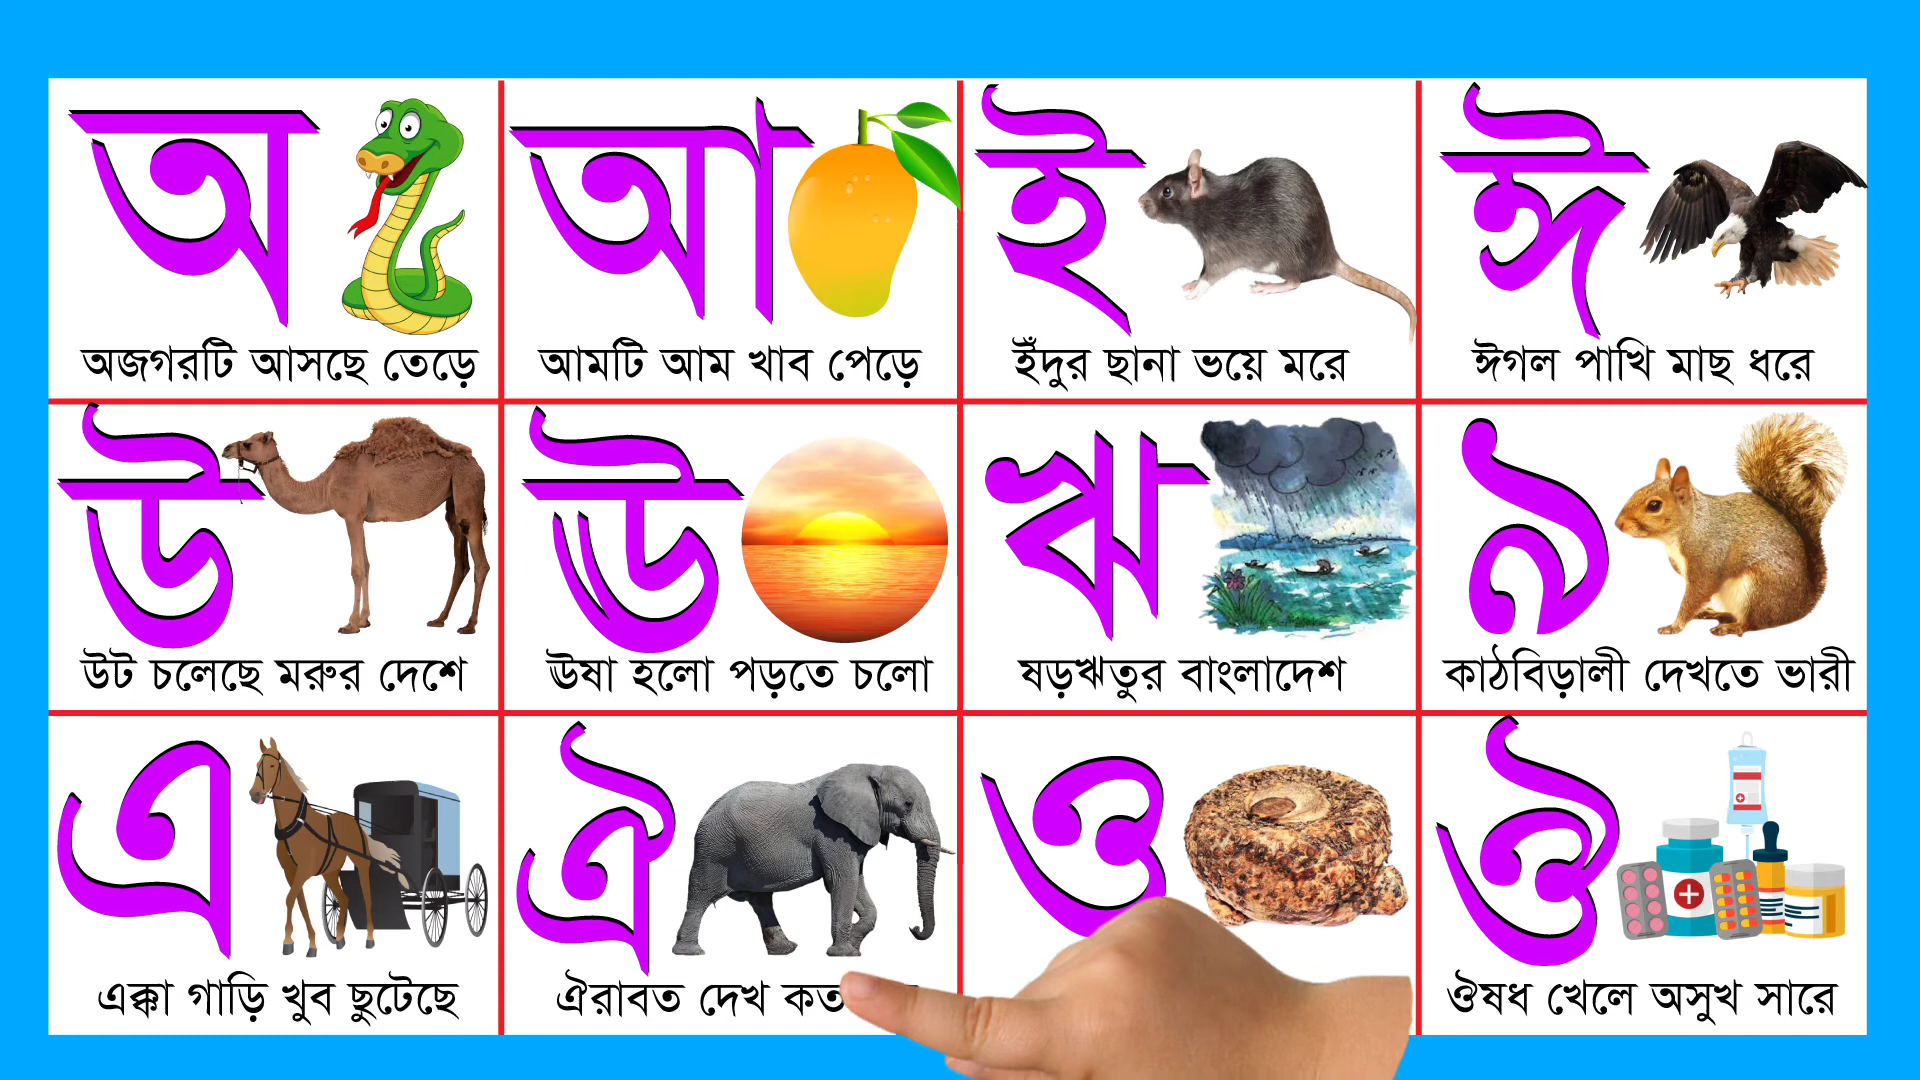 অ
আ
ই
ঈ
অজগরটি আসছে তেড়ে
আমটি আম খাব পেড়ে
ইঁদুর ছানা ভয়ে মরে
ঈগল পাখি মাছ ধরে
উ
ঊ
ঋ
৯
উট চলেছে মরুর দেশে
ঊষা হলো পড়তে চলো
ষড়ঋতুর বাংলাদেশ
কাঠবিড়ালী দেখতে ভারী
এ
ঐ
ও
ঔ
এক্কা গাড়ি খুব ছুটেছে
ঐরাবত দেখ কত
ঔষধ খেলে অসুখ সারে